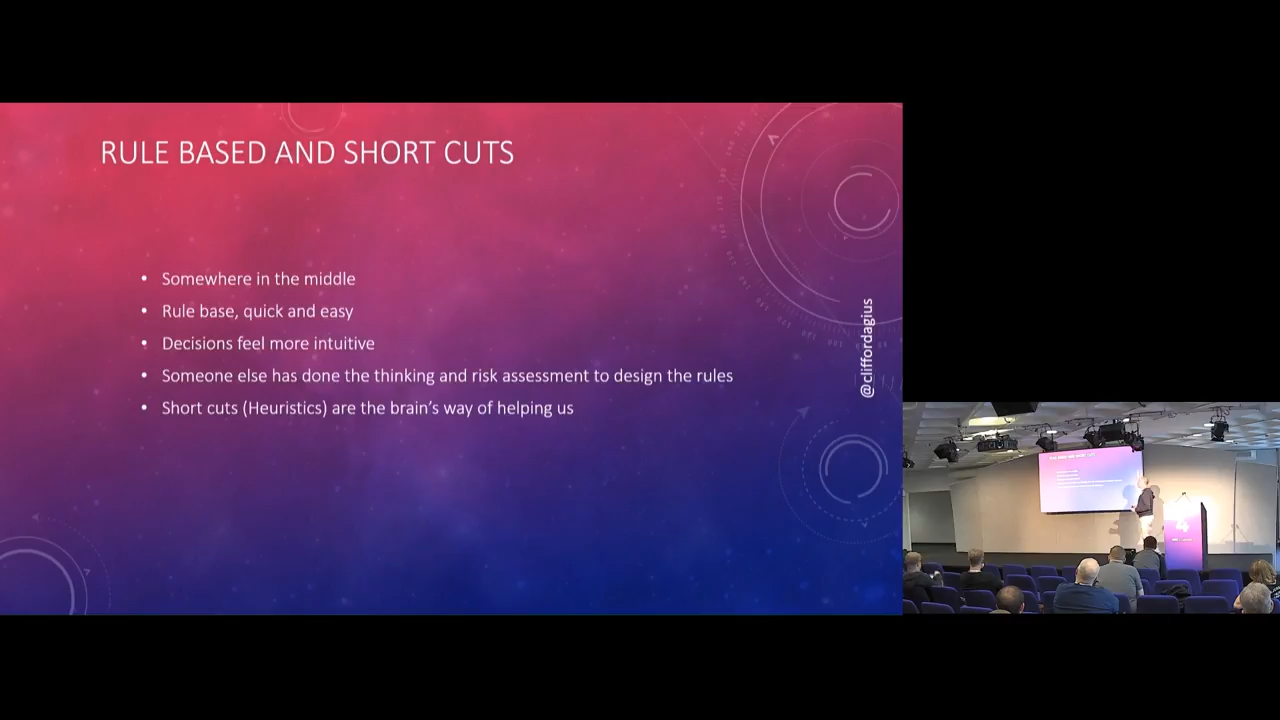 RULE BASED AND SHORT CUTS
• Somewhere in the middle
• Rule base, quick and easy
• Decisions feel more intuitive
• Someone else has done the thinking and risk assessment to design the rules
• Short cuts (Heuristics) are the brain's way of helping us
@cliffordagius